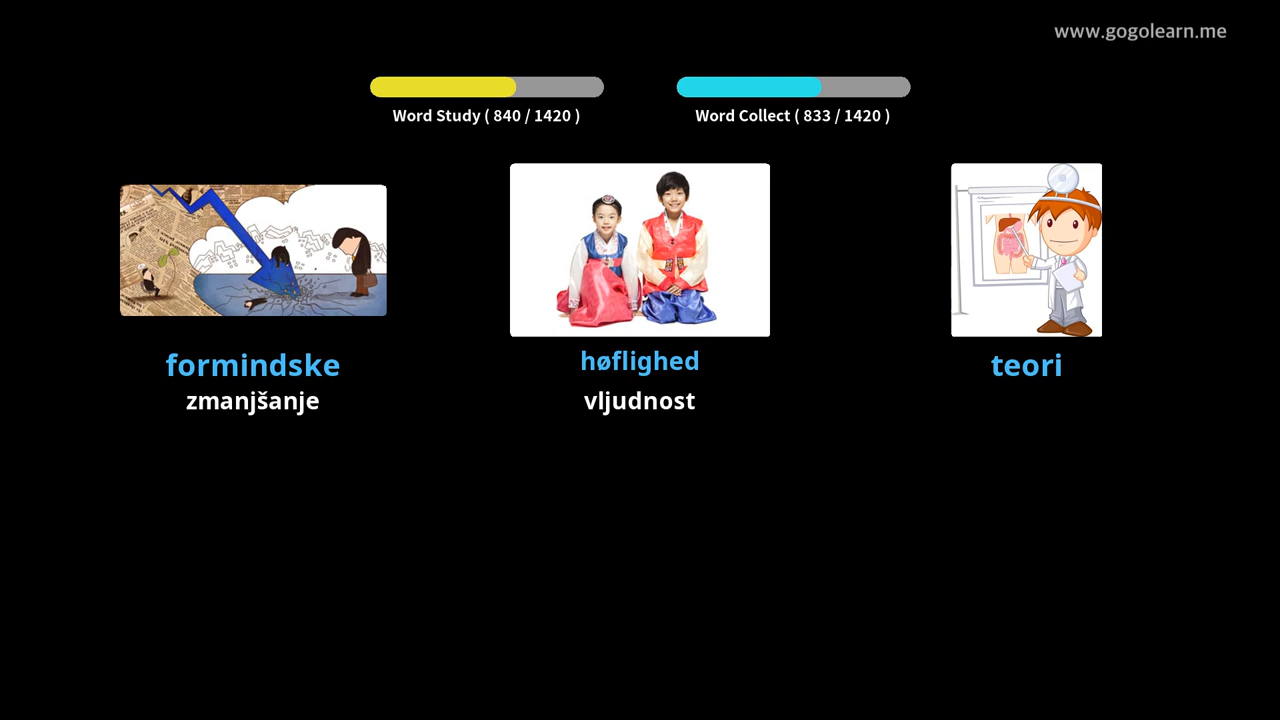 www.gogolearn.me
Word Study ( 840 / 1420 )
Word Collect ( 833 / 1420 )
formindske
zmanjšanje
høflighed
vljudnost
teori